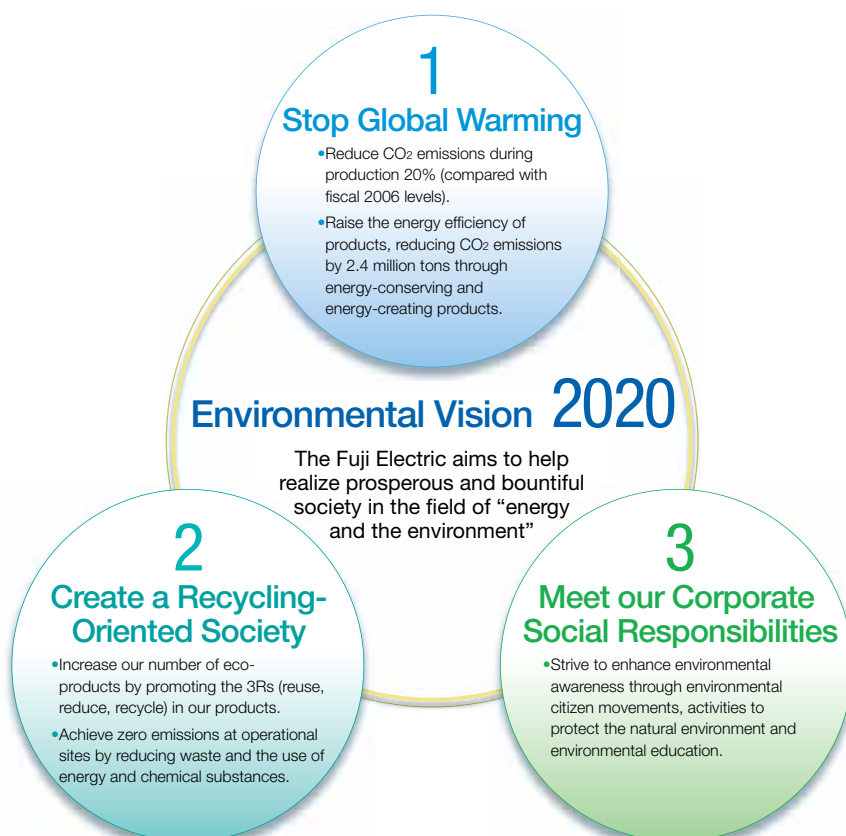 1
Stop Global Warming
•Reduce CO2 emissions during
production 20% (compared with
fiscal 2006 levels).
•Raise the energy efficiency of
products, reducing CO2 emissions
by 2.4 million tons through
energy-conserving and
energy-creating products.
Environmental Vision 2020
The Fuji Electric aims to help
realize prosperous and bountiful
society in the field of “energy
and the environment”
2
Create a Recycling-
Oriented Society
•Increase our number of eco-
products by promoting the 3Rs (reuse,
reduce, recycle) in our products.
•Achieve zero emissions at operational
sites by reducing waste and the use of
energy and chemical substances.
3
Meet our Corporate
Social Responsibilities
•Strive to enhance environmental
awareness through environmental
citizen movements, activities to
protect the natural environment and
environmental education.